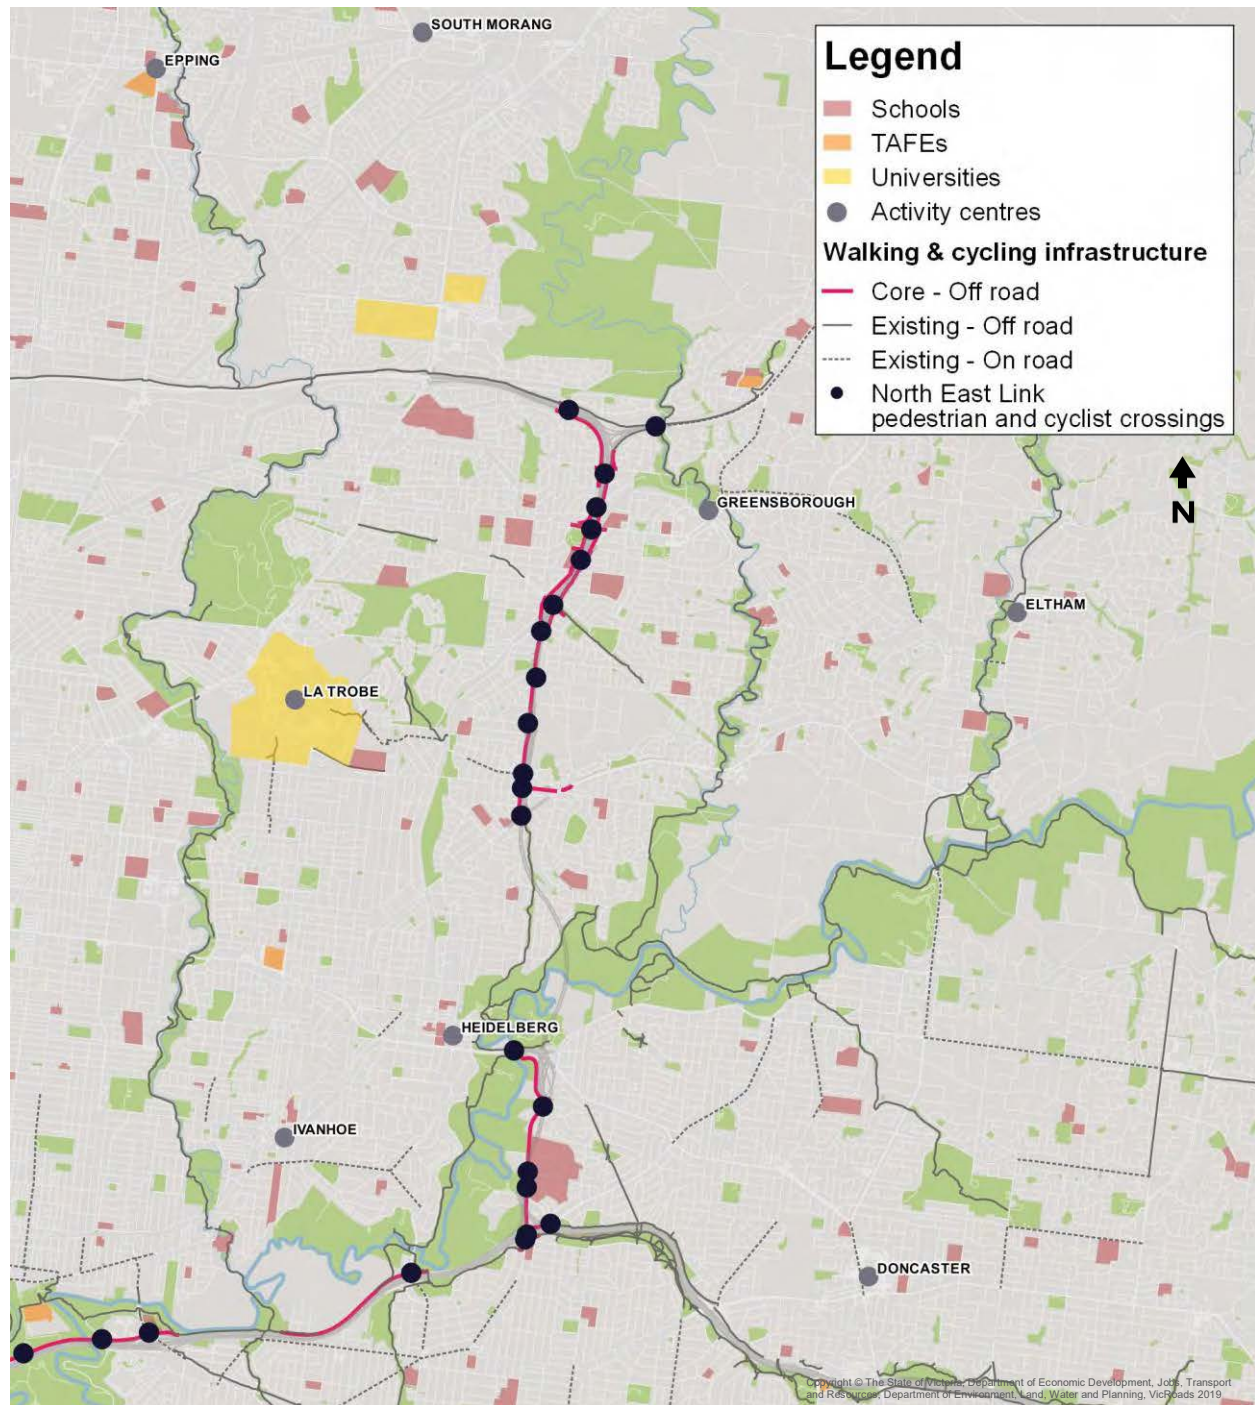 SOUTH MORANG
EPPING
Legend
Schools
TAFEs
Universities
Activity centres
Walking & cycling infrastructure
Core - Off road
Existing - Off road
Existing - On road
North East Link
pedestrian and cyclist crossings
N
GREENSBOROUGH
ELTHAM
LA TROBE
HEIDELBERG
IVANHOE
DONCASTER
Copyright © The State of Victoria, Department of Economic Development, Jobs, Transport
and Resources, Department of Environment, Land, Water and Planning, VicRoads 2019